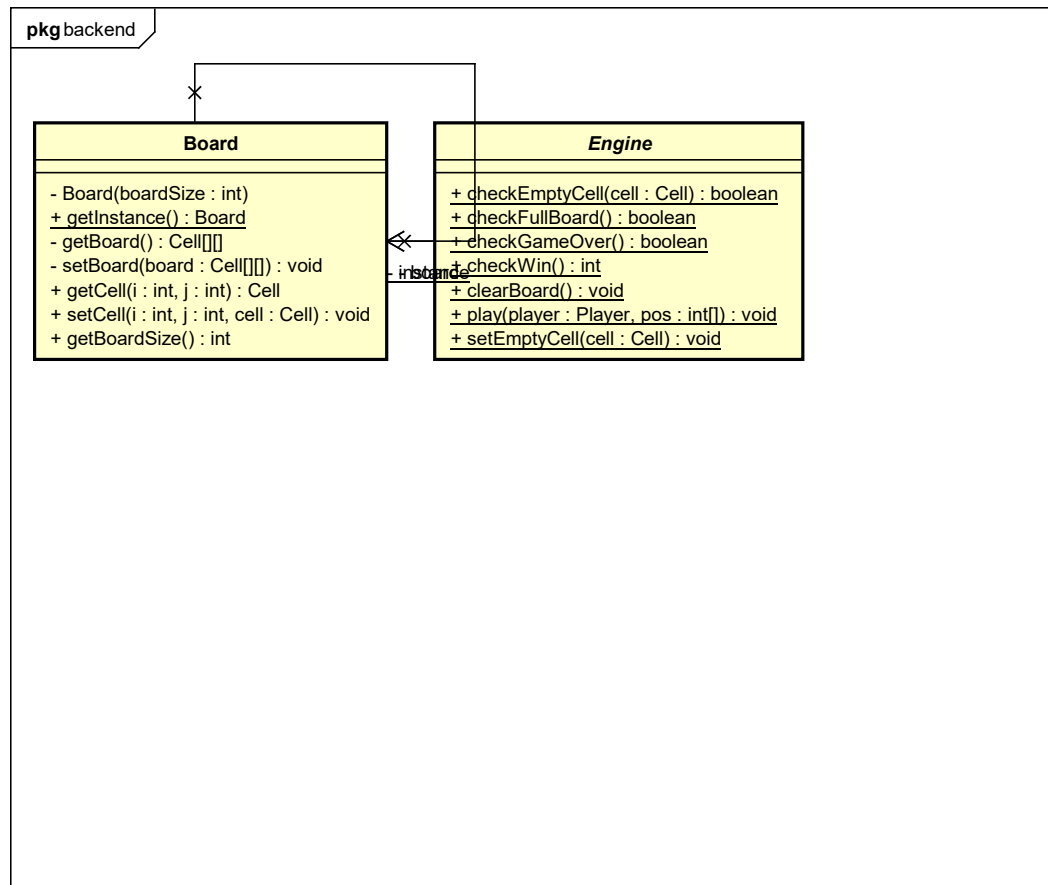 pkg backend
Board
- Board(boardSize : int)
+ getInstance() : Board
- getBoard() : Cell[][]
- setBoard(board : Cell[][]) : void
+ getCell(i : int, j : int) : Cell
+ setCell(i : int, j : int, cell : Cell) : void
+ getBoardSize() : int
- instance
- board
Engine
+ checkEmptyCell(cell : Cell) : boolean
+ checkFullBoard() : boolean
+ checkGameOver() : boolean
+ checkWin() : int
+ clearBoard() : void
+ play(player : Player, pos : int[]) : void
+ setEmptyCell(cell : Cell) : void